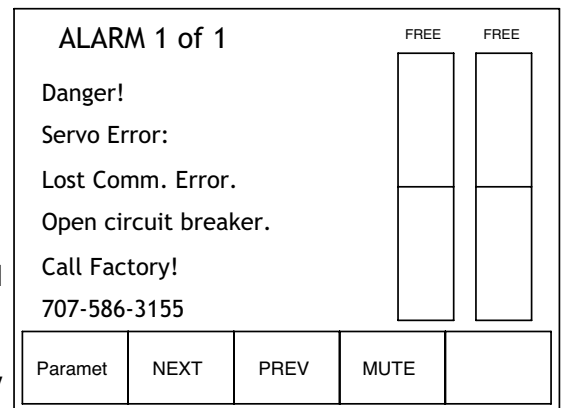 ALARM 1 of 1
FREE FREE
Danger!
Servo Error:
Lost Comm. Error.
Open circuit breaker.
Call Factory!
707-586-3155
Paramet NEXT PREV MUTE